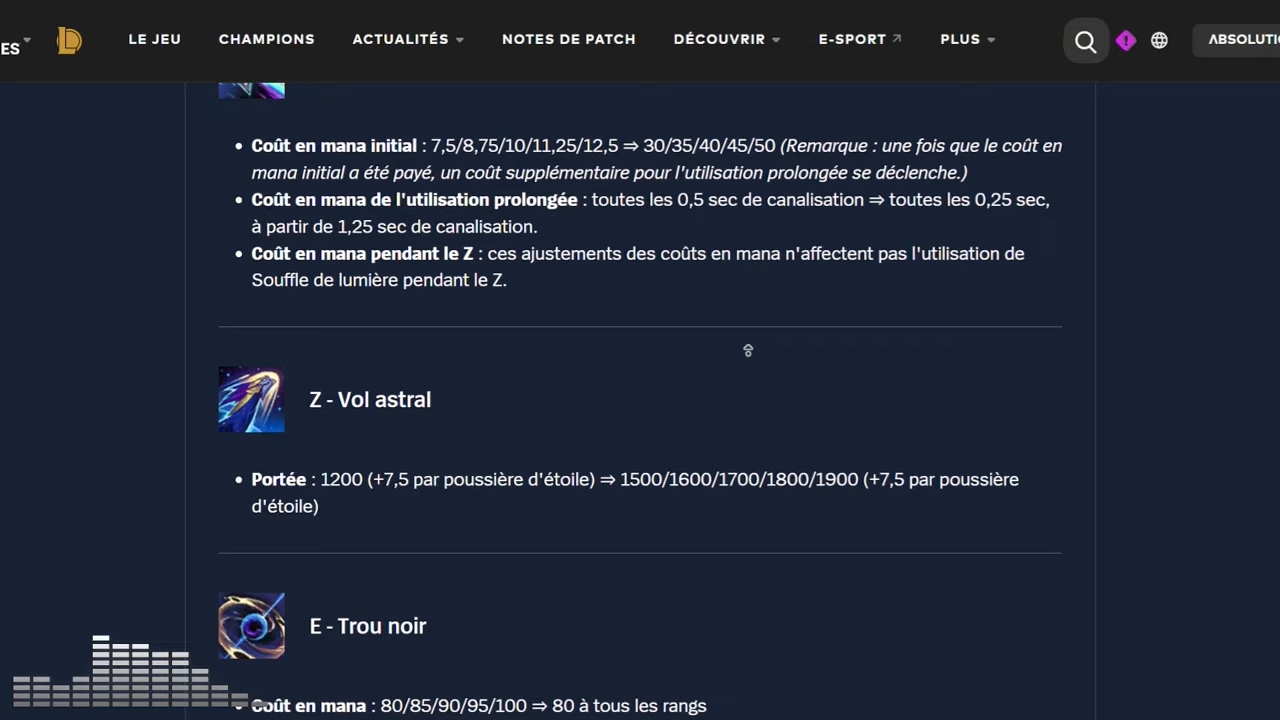 ES
LE JEU
CHAMPIONS
ACTUALITÉS
NOTES DE PATCH
DÉCOUVRIR
E-SPORT
PLUS
ABSOLUTI
Coût en mana initial : 7,5/8,75/10/11,25/12,5 ⇒ 30/35/40/45/50 (Remarque : une fois que le coût en
mana initial a été payé, un coût supplémentaire pour l'utilisation prolongée se déclenche.)
Coût en mana de l'utilisation prolongée : toutes les 0,5 sec de canalisation ⇒ toutes les 0,25 sec,
à partir de 1,25 sec de canalisation.
Coût en mana pendant le Z : ces ajustements des coûts en mana n'affectent pas l'utilisation de
Souffle de lumière pendant le Z.
Z - Vol astral
Portée : 1200 (+7,5 par poussière d'étoile) ⇒ 1500/1600/1700/1800/1900 (+7,5 par poussière
d'étoile)
E - Trou noir
Coût en mana : 80/85/90/95/100 ⇒ 80 à tous les rangs